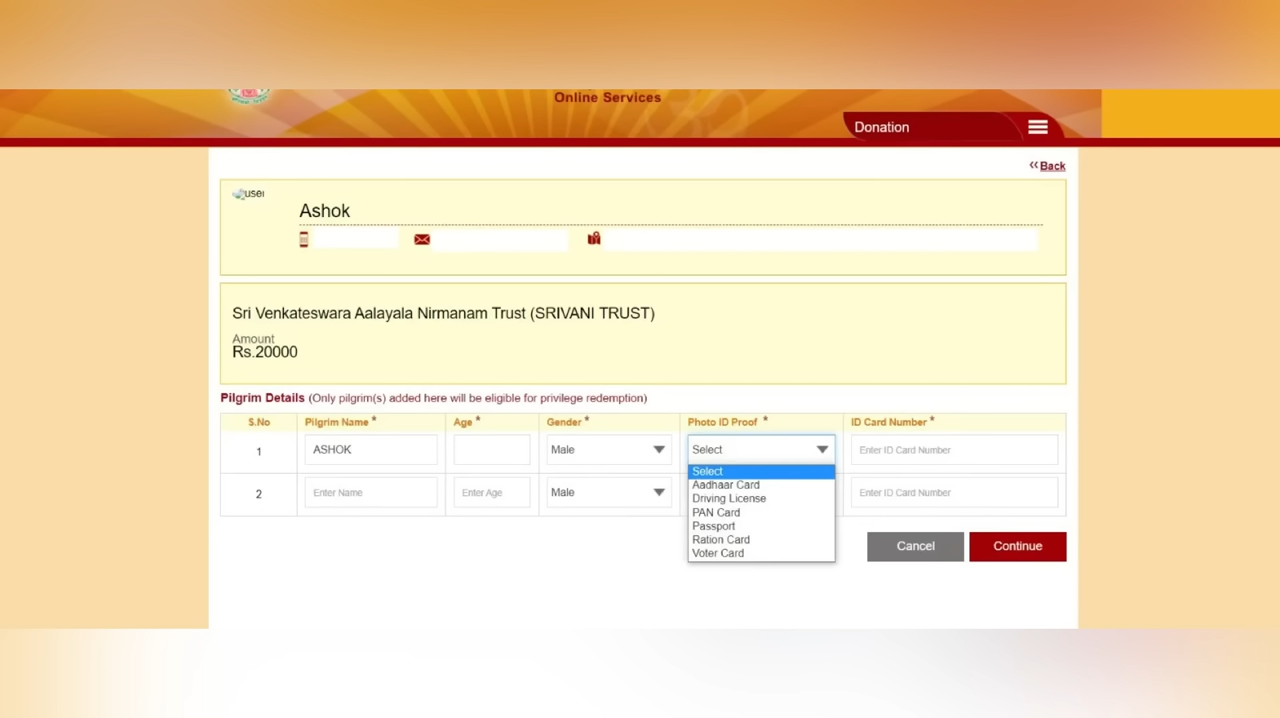 Online Services
Donation
« Back
user
Ashok
Sri Venkateswara Aalayala Nirmanam Trust (SRIVANI TRUST)
Amount
Rs.20000
Pilgrim Details (Only pilgrim(s) added here will be eligible for privilege redemption)
S.No Pilgrim Name * Age * Gender * Photo ID Proof * ID Card Number *
1 ASHOK Male Select Enter ID Card Number
Select
Aadhaar Card
2 Enter Name Enter Age Male Enter ID Card Number
Driving License
PAN Card
Passport
Ration Card
Voter Card
Cancel Continue